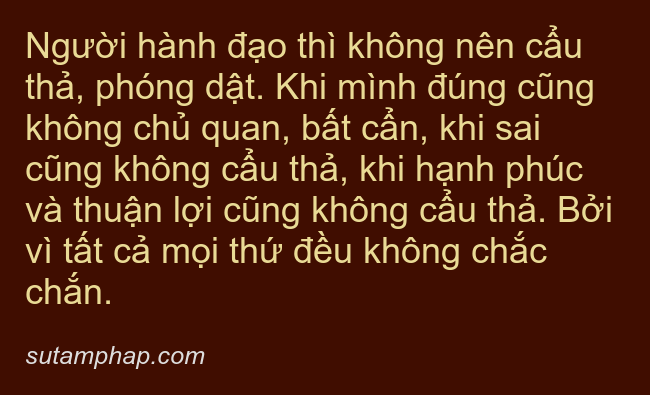 Người hành đạo thì không nên cẩu
thả, phóng dật. Khi mình đúng cũng
không chủ quan, bất cẩn, khi sai
cũng không cẩu thả, khi hạnh phúc
và thuận lợi cũng không cẩu thả. Bởi
vì tất cả mọi thứ đều không chắc
chắn.
sutamphap.com